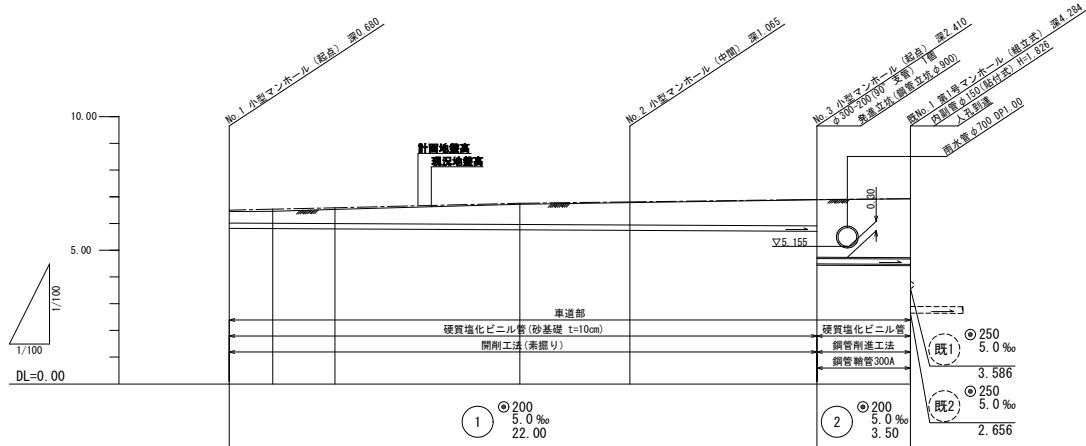 No.1 小型マンホール (起点) 深0.680
No.2 小型マンホール (中間) 深1.065
No.3 小型マンホール (起点) 深2.410
φ300-200(90°支管) 1個
発進立坑(鋼管立坑φ900)
既No.1 第1号マンホール(組立式) 深4.284
内副管φ150(貼付式) H=1.826
人孔到達
雨水管φ700 DP1.00
10.00
計画地盤高
現況地盤高
0.30
▽5.155
5.00
1/100
1/100
車道部
硬質塩化ビニル管(砂基礎 t=10cm)
硬質塩化ビニル管
開削工法(素掘り)
鋼管削進工法
鋼管鞘管300A
DL=0.00
既1
250
5.0‰
3.586
既2
250
5.0‰
2.656
1
200
5.0‰
22.00
2
200
5.0‰
3.50